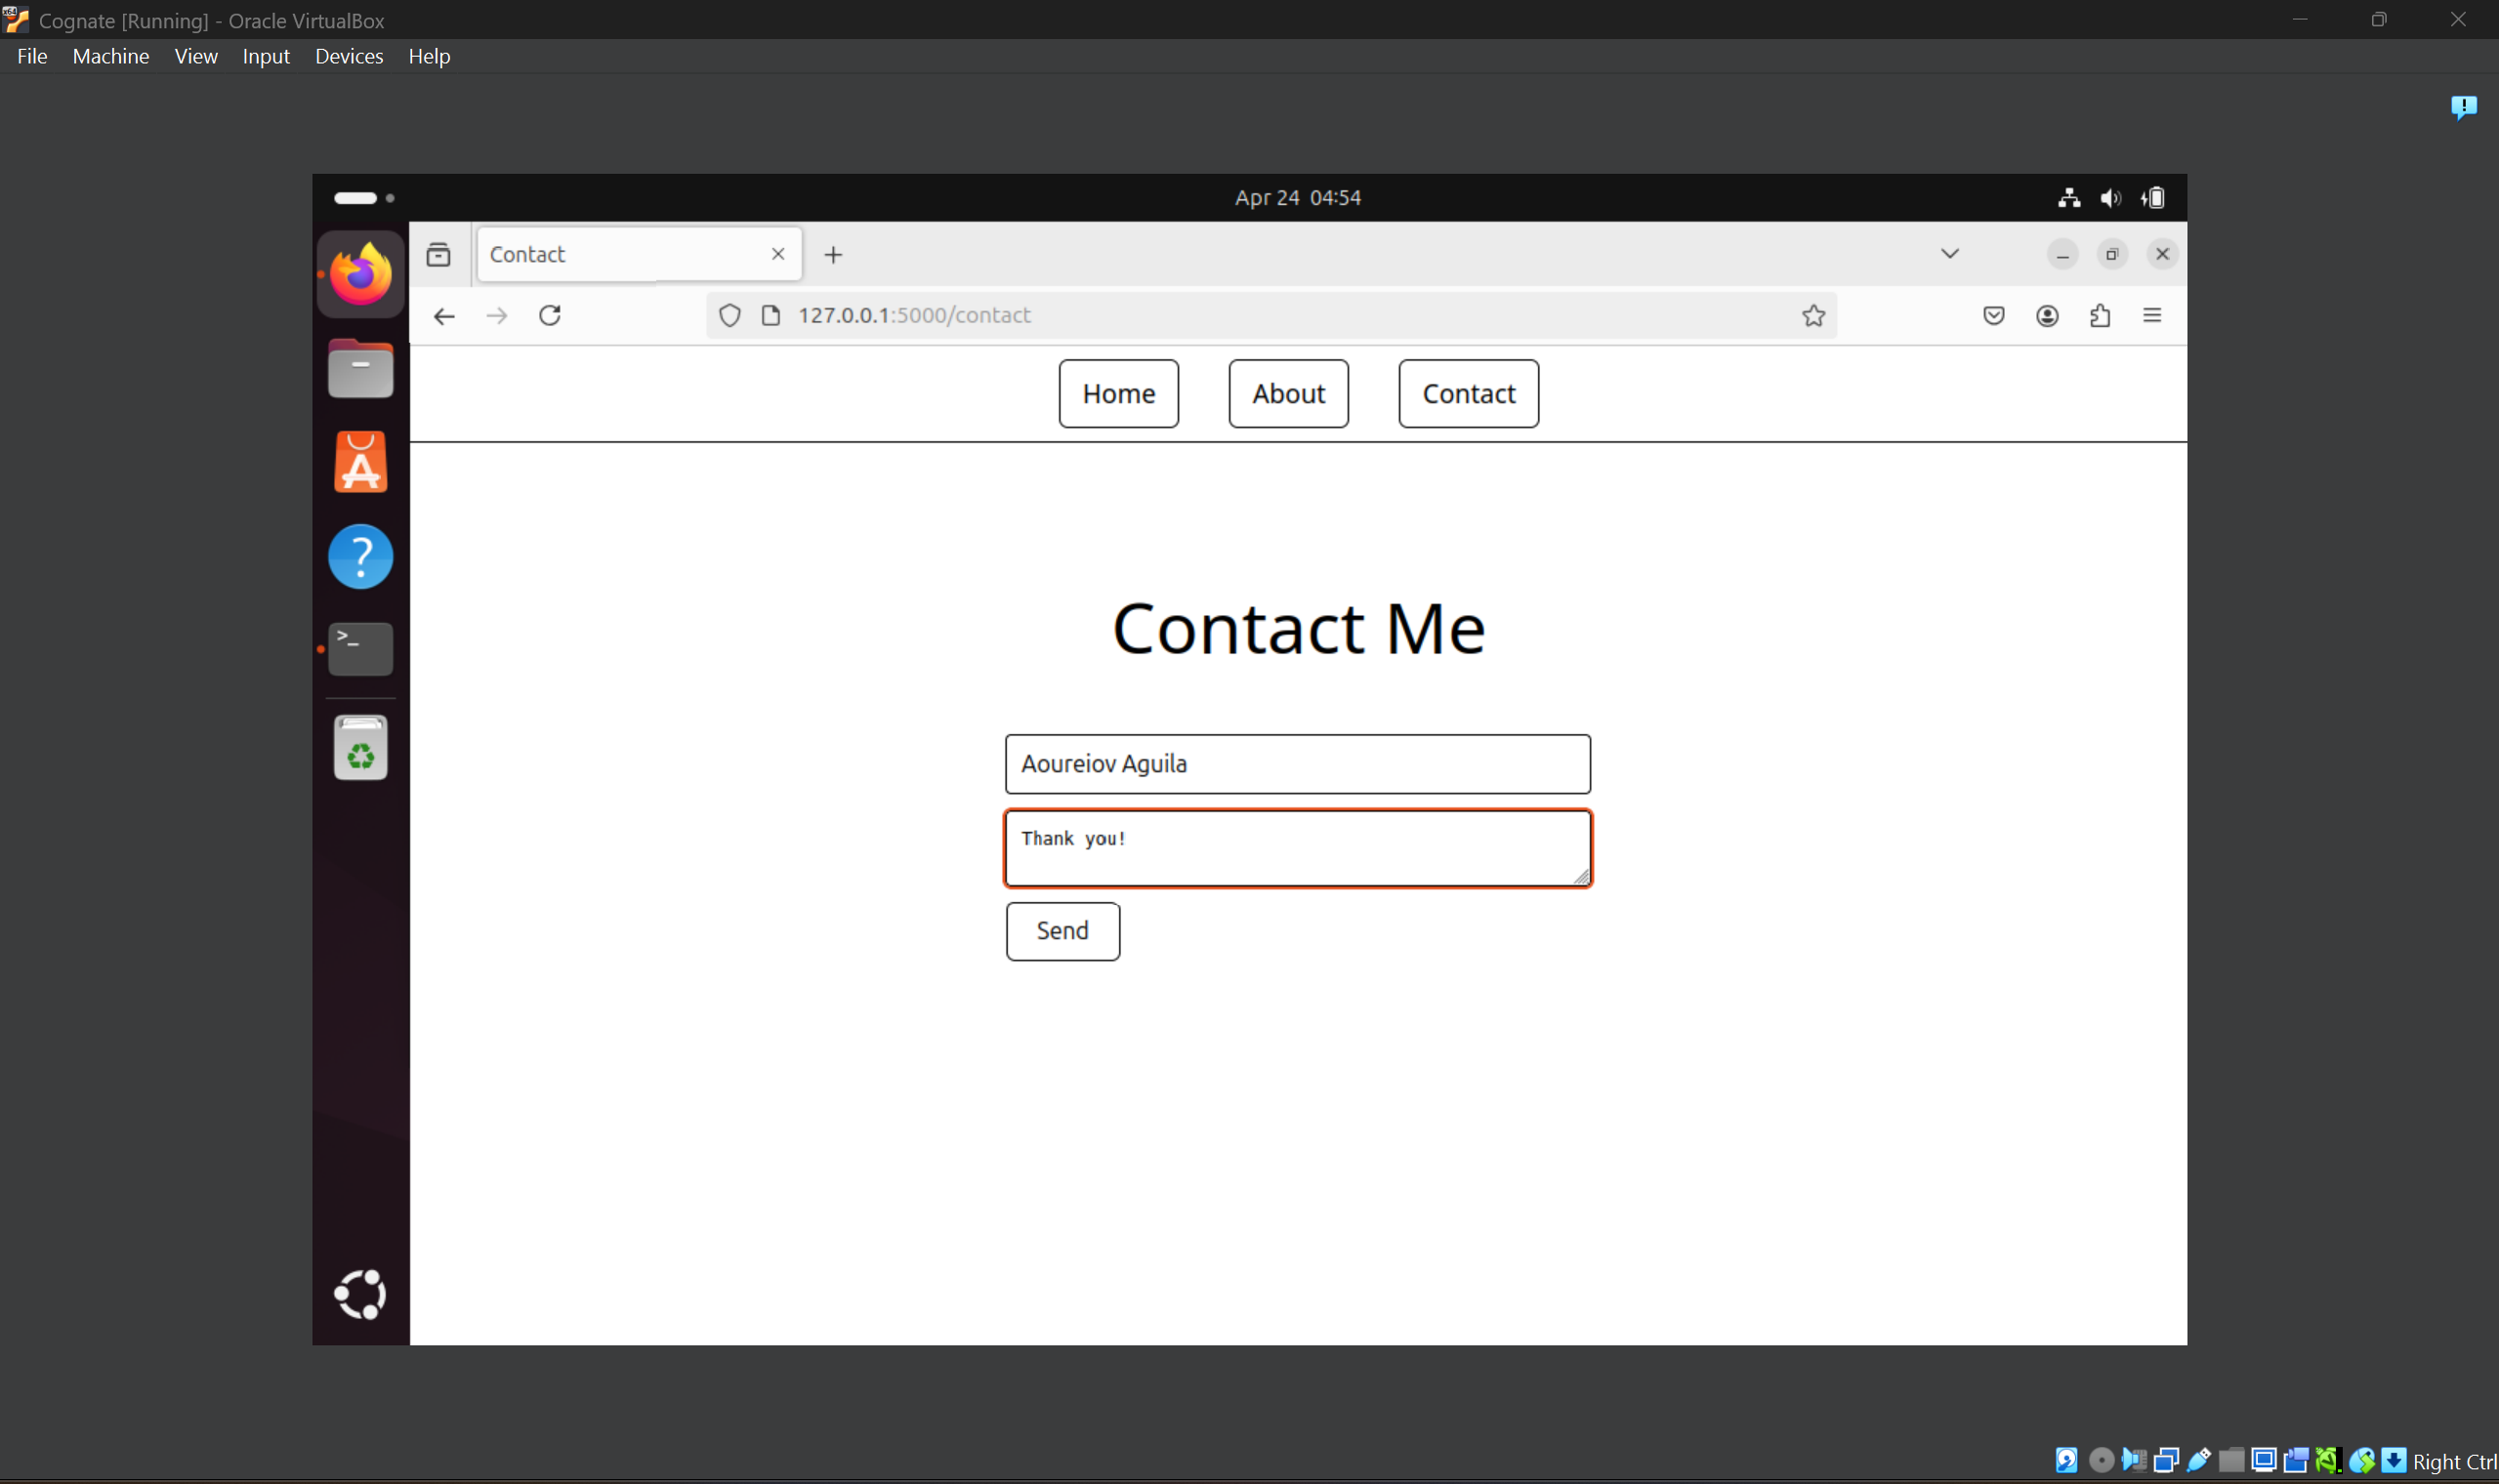 Cognate [Running] - Oracle VirtualBox
File Machine View Input Devices Help
Apr 24 04:54
Contact
127.0.0.1:5000/contact
Home About Contact
Contact Me
Aoureiov Aguila
Thank you!
Send
Right Ctrl